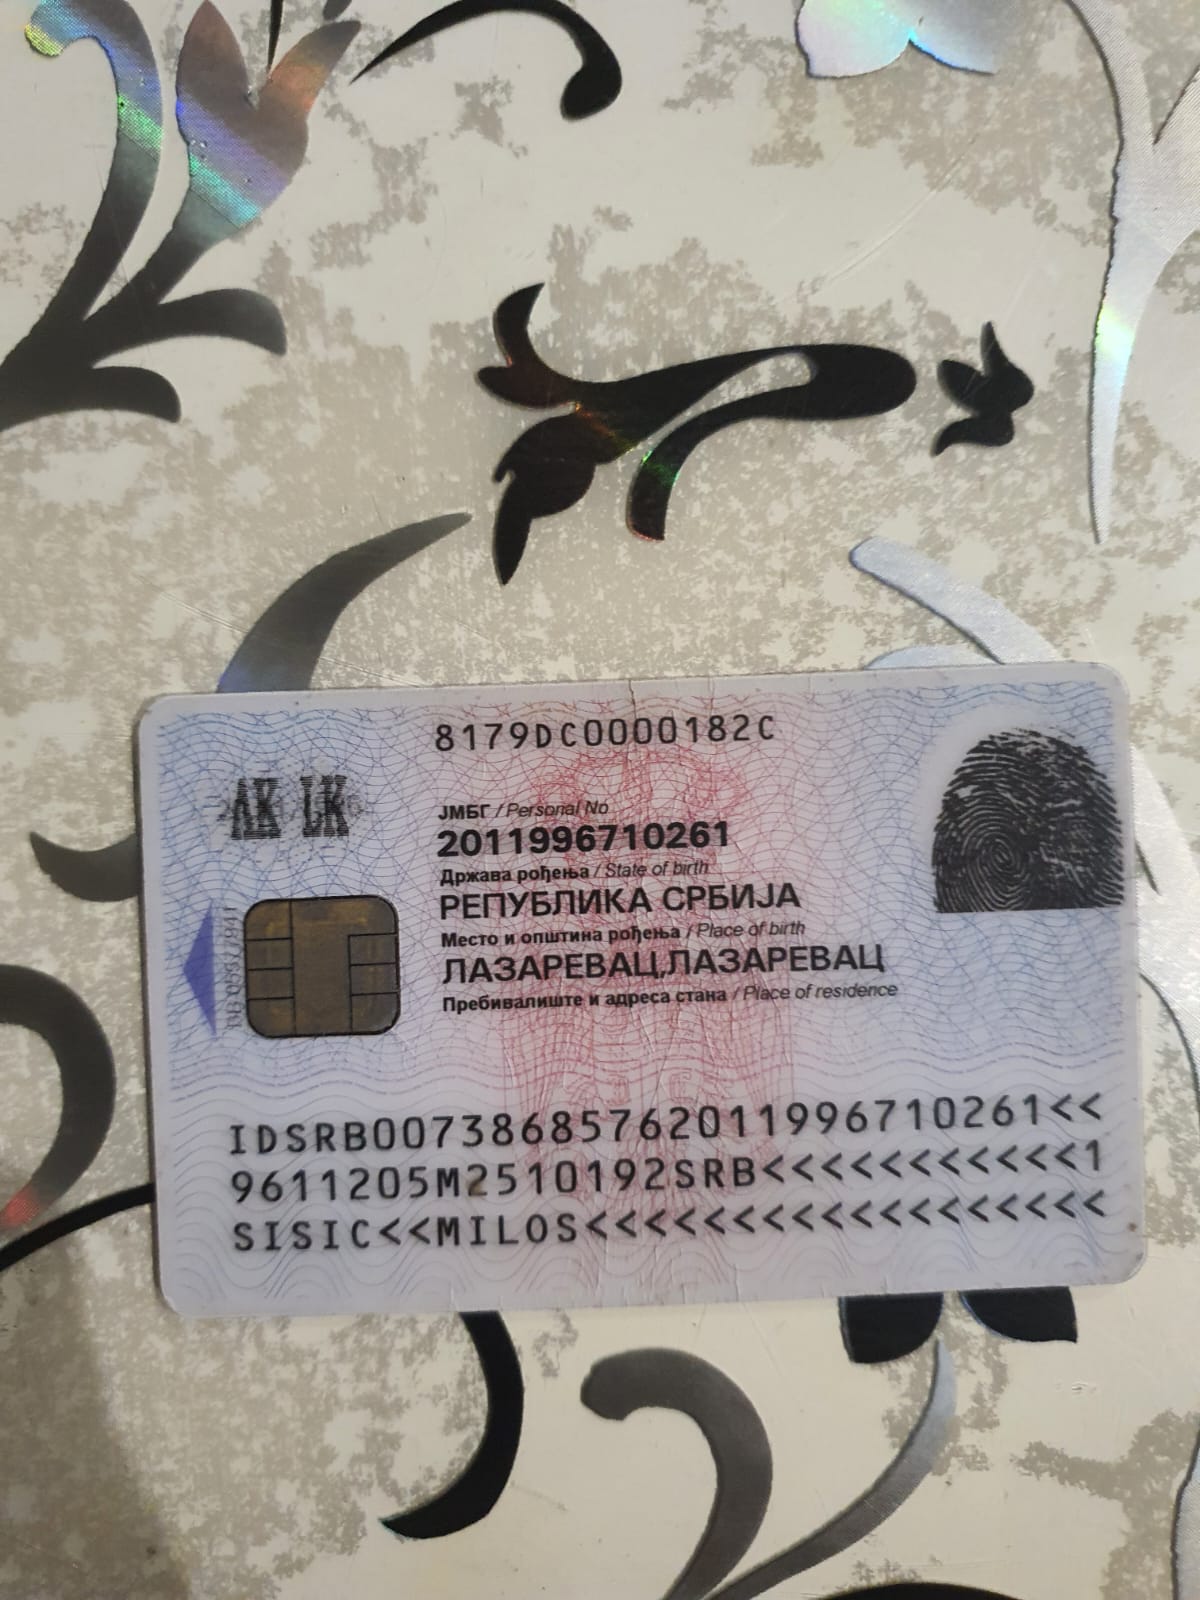 8179DC0000182C
ЛК LK
ЈМБГ / Personal No
2011996710261
Држава рођења / State of birth
РЕПУБЛИКА СРБИЈА
Место и општина рођења / Place of birth
ЛАЗАРЕВАЦ,ЛАЗАРЕВАЦ
Пребивалиште и адреса стана / Place of residence
IDSRB00738685762011996710261<<
9611205M2510192SRB<<<<<<<<<<<1
SISIC<<MILOS<<<<<<<<<<<<<<<<<<